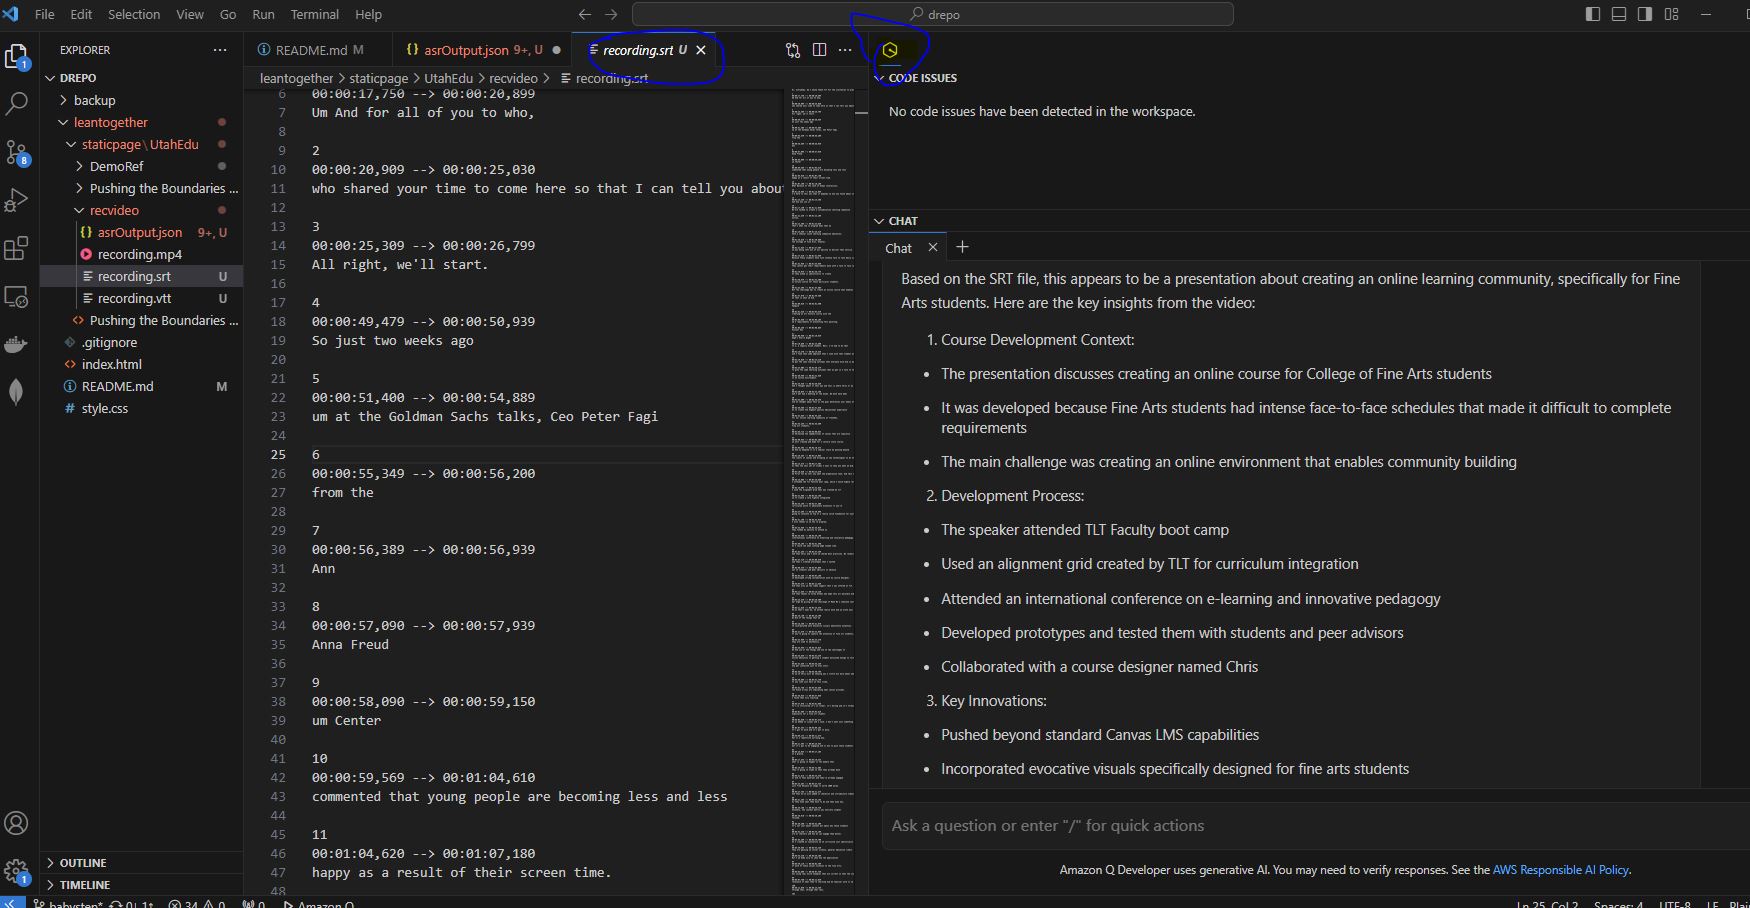 File Edit Selection View Go Run Terminal Help
drepo
EXPLORER
DREPO
backup
leantogether
staticpage\UtahEdu
DemoRef
Pushing the Boundaries ...
recvideo
asrOutput.json 9+, U
recording.mp4
recording.srt U
recording.vtt U
Pushing the Boundaries ...
.gitignore
index.html
README.md M
style.css
OUTLINE
TIMELINE
README.md M
asrOutput.json 9+, U
recording.srt U
leantogether > staticpage > UtahEdu > recvideo > recording.srt
6 00:00:17,750 --> 00:00:20,899
7 Um And for all of you to who,
8
9 2
10 00:00:20,909 --> 00:00:25,030
11 who shared your time to come here so that I can tell you abou
12
13 3
14 00:00:25,309 --> 00:00:26,799
15 All right, we'll start.
16
17 4
18 00:00:49,479 --> 00:00:50,939
19 So just two weeks ago
20
21 5
22 00:00:51,400 --> 00:00:54,889
23 um at the Goldman Sachs talks, Ceo Peter Fagi
24
25 6
26 00:00:55,349 --> 00:00:56,200
27 from the
28
29 7
30 00:00:56,389 --> 00:00:56,939
31 Ann
32
33 8
34 00:00:57,090 --> 00:00:57,939
35 Anna Freud
36
37 9
38 00:00:58,090 --> 00:00:59,150
39 um Center
40
41 10
42 00:00:59,569 --> 00:01:04,610
43 commented that young people are becoming less and less
44
45 11
46 00:01:04,620 --> 00:01:07,180
47 happy as a result of their screen time.
48
CODE ISSUES
No code issues have been detected in the workspace.
CHAT
Chat
Based on the SRT file, this appears to be a presentation about creating an online learning community, specifically for Fine
Arts students. Here are the key insights from the video:
1. Course Development Context:
• The presentation discusses creating an online course for College of Fine Arts students
• It was developed because Fine Arts students had intense face-to-face schedules that made it difficult to complete
requirements
• The main challenge was creating an online environment that enables community building
2. Development Process:
• The speaker attended TLT Faculty boot camp
• Used an alignment grid created by TLT for curriculum integration
• Attended an international conference on e-learning and innovative pedagogy
• Developed prototypes and tested them with students and peer advisors
• Collaborated with a course designer named Chris
3. Key Innovations:
• Pushed beyond standard Canvas LMS capabilities
• Incorporated evocative visuals specifically designed for fine arts students
Ask a question or enter "/" for quick actions
Amazon Q Developer uses generative AI. You may need to verify responses. See the AWS Responsible AI Policy.
babystep* 0↓ 1↑ 34 0 0 Amazon Q
Ln 25, Col 2 Spaces: 4 UTF-8 LF Plai